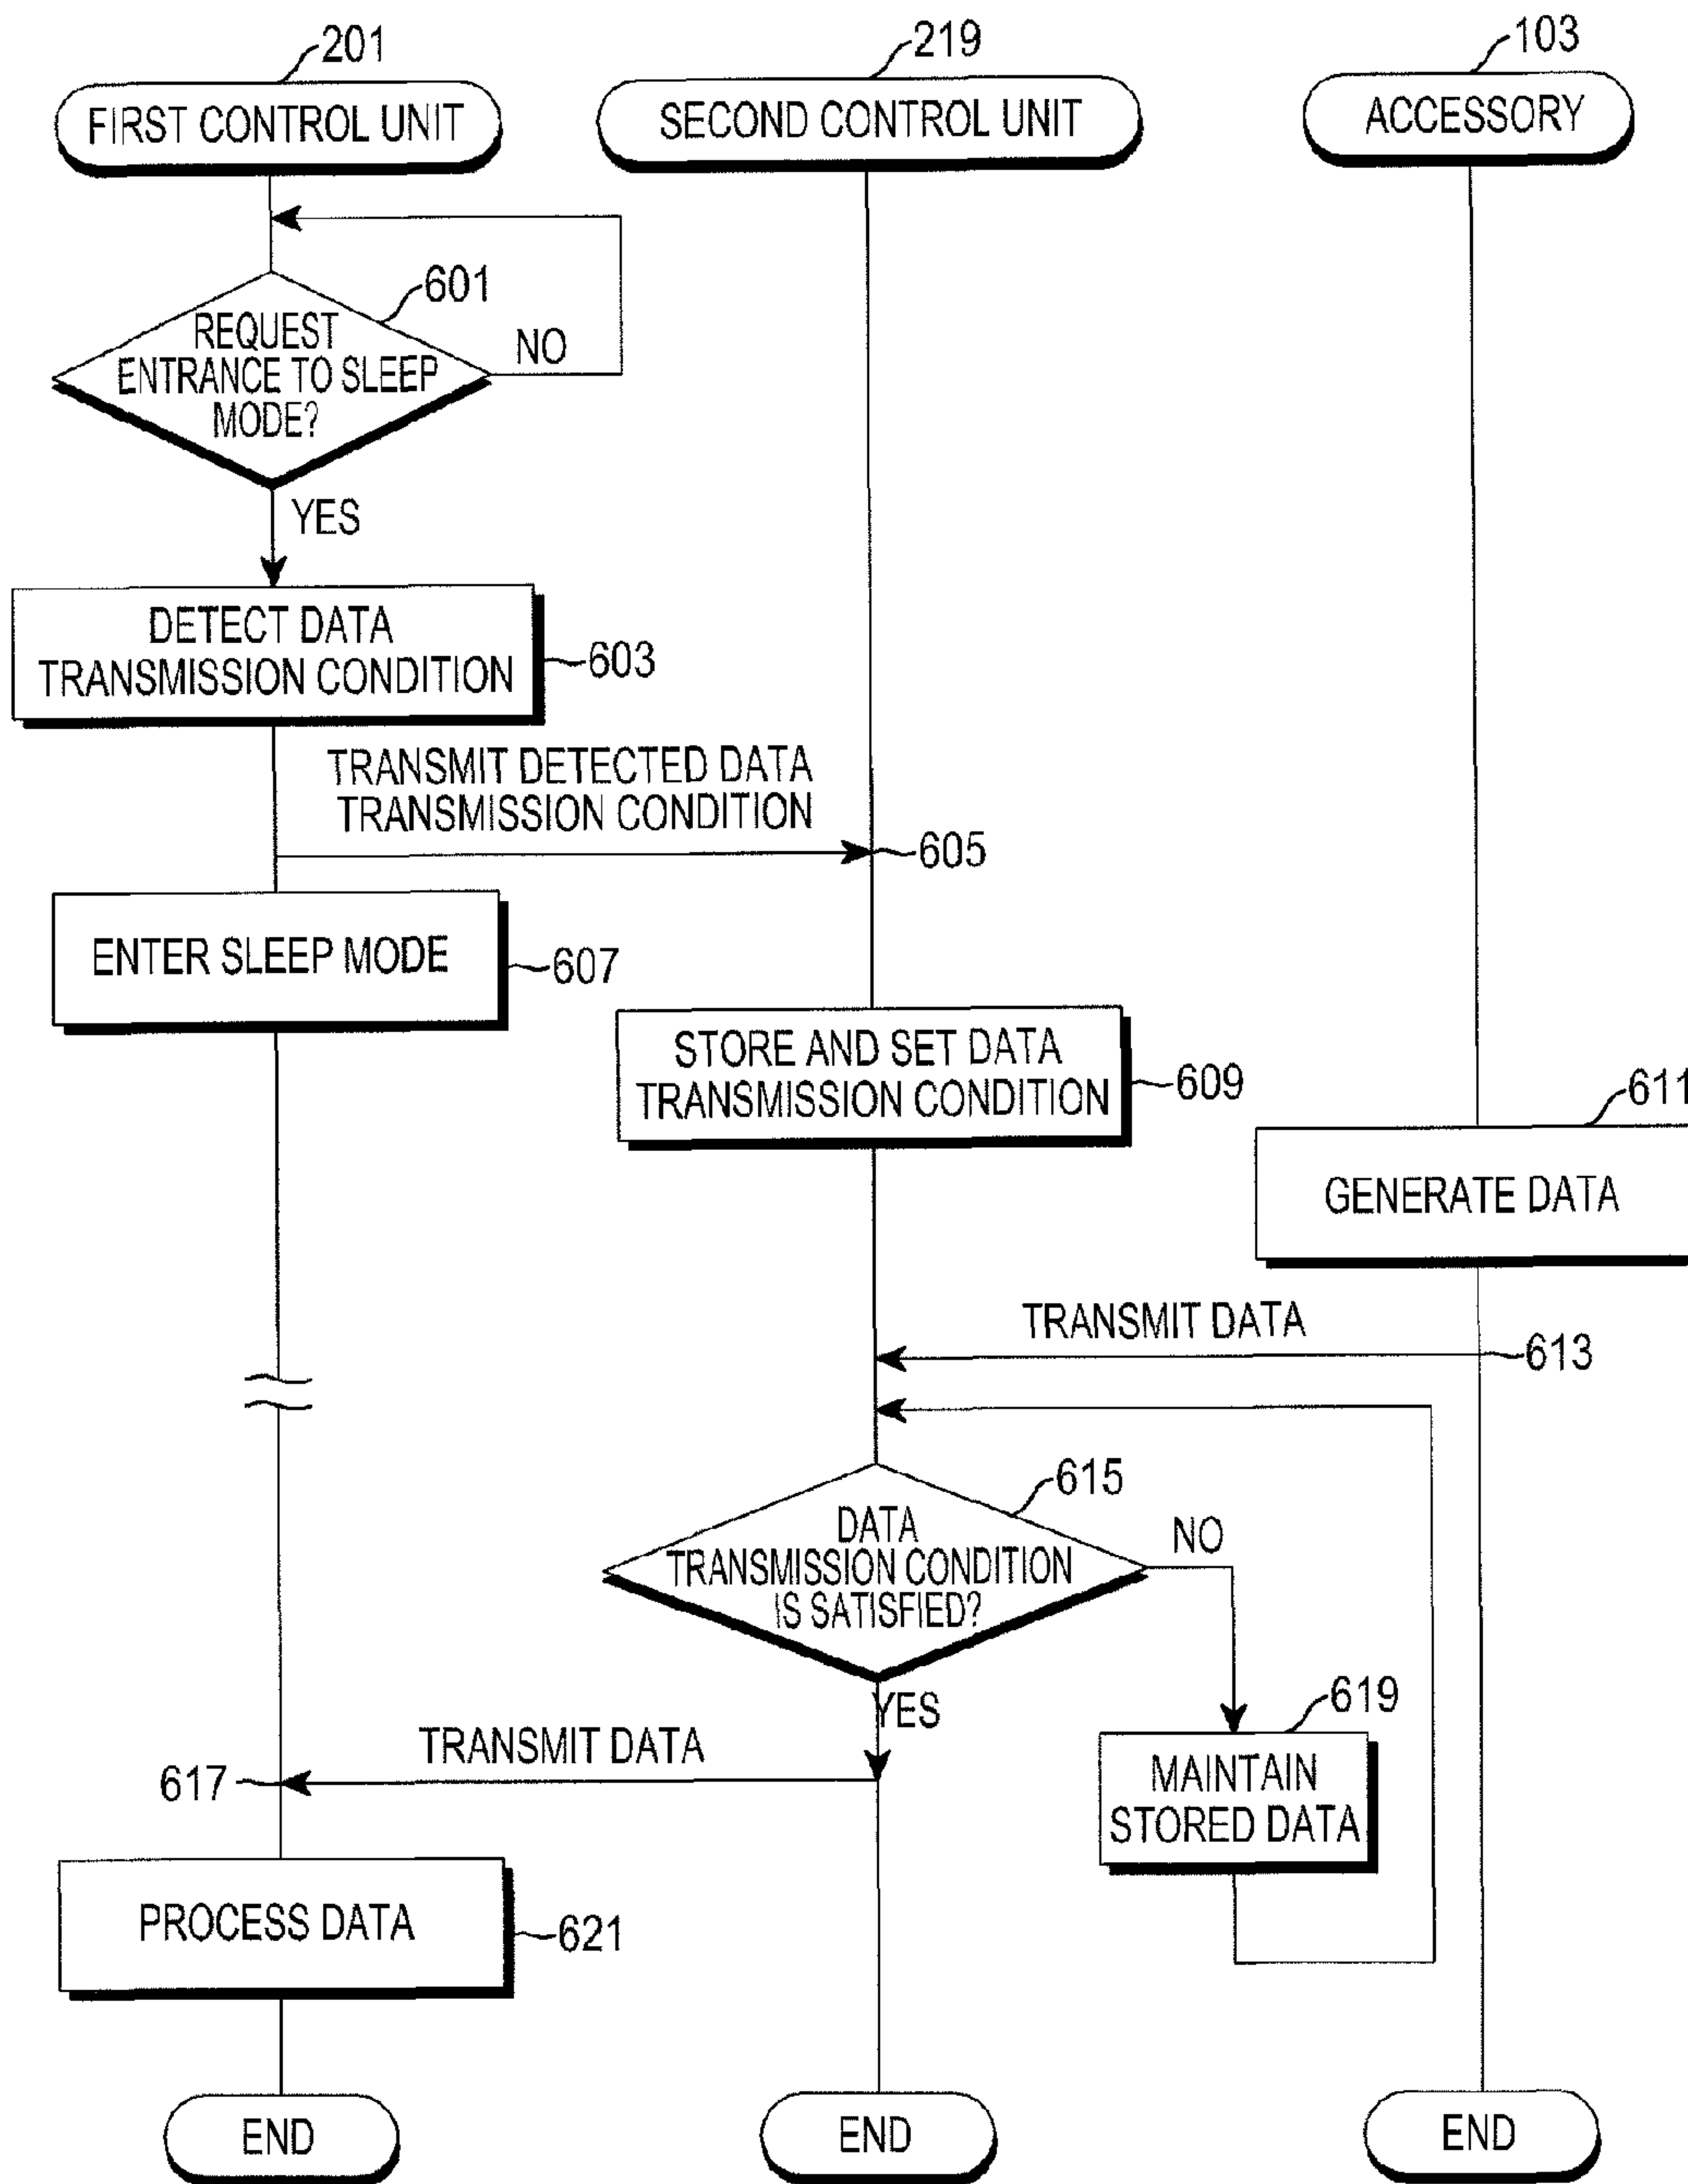 201
219
103
FIRST CONTROL UNIT
SECOND CONTROL UNIT
ACCESSORY
601
REQUEST
ENTRANCE TO SLEEP
MODE?
NO
YES
DETECT DATA
TRANSMISSION CONDITION
603
TRANSMIT DETECTED DATA
TRANSMISSION CONDITION
605
ENTER SLEEP MODE
607
STORE AND SET DATA
TRANSMISSION CONDITION
609
611
GENERATE DATA
TRANSMIT DATA
613
615
DATA
TRANSMISSION CONDITION
IS SATISFIED?
NO
YES
619
MAINTAIN
STORED DATA
TRANSMIT DATA
617
PROCESS DATA
621
END
END
END